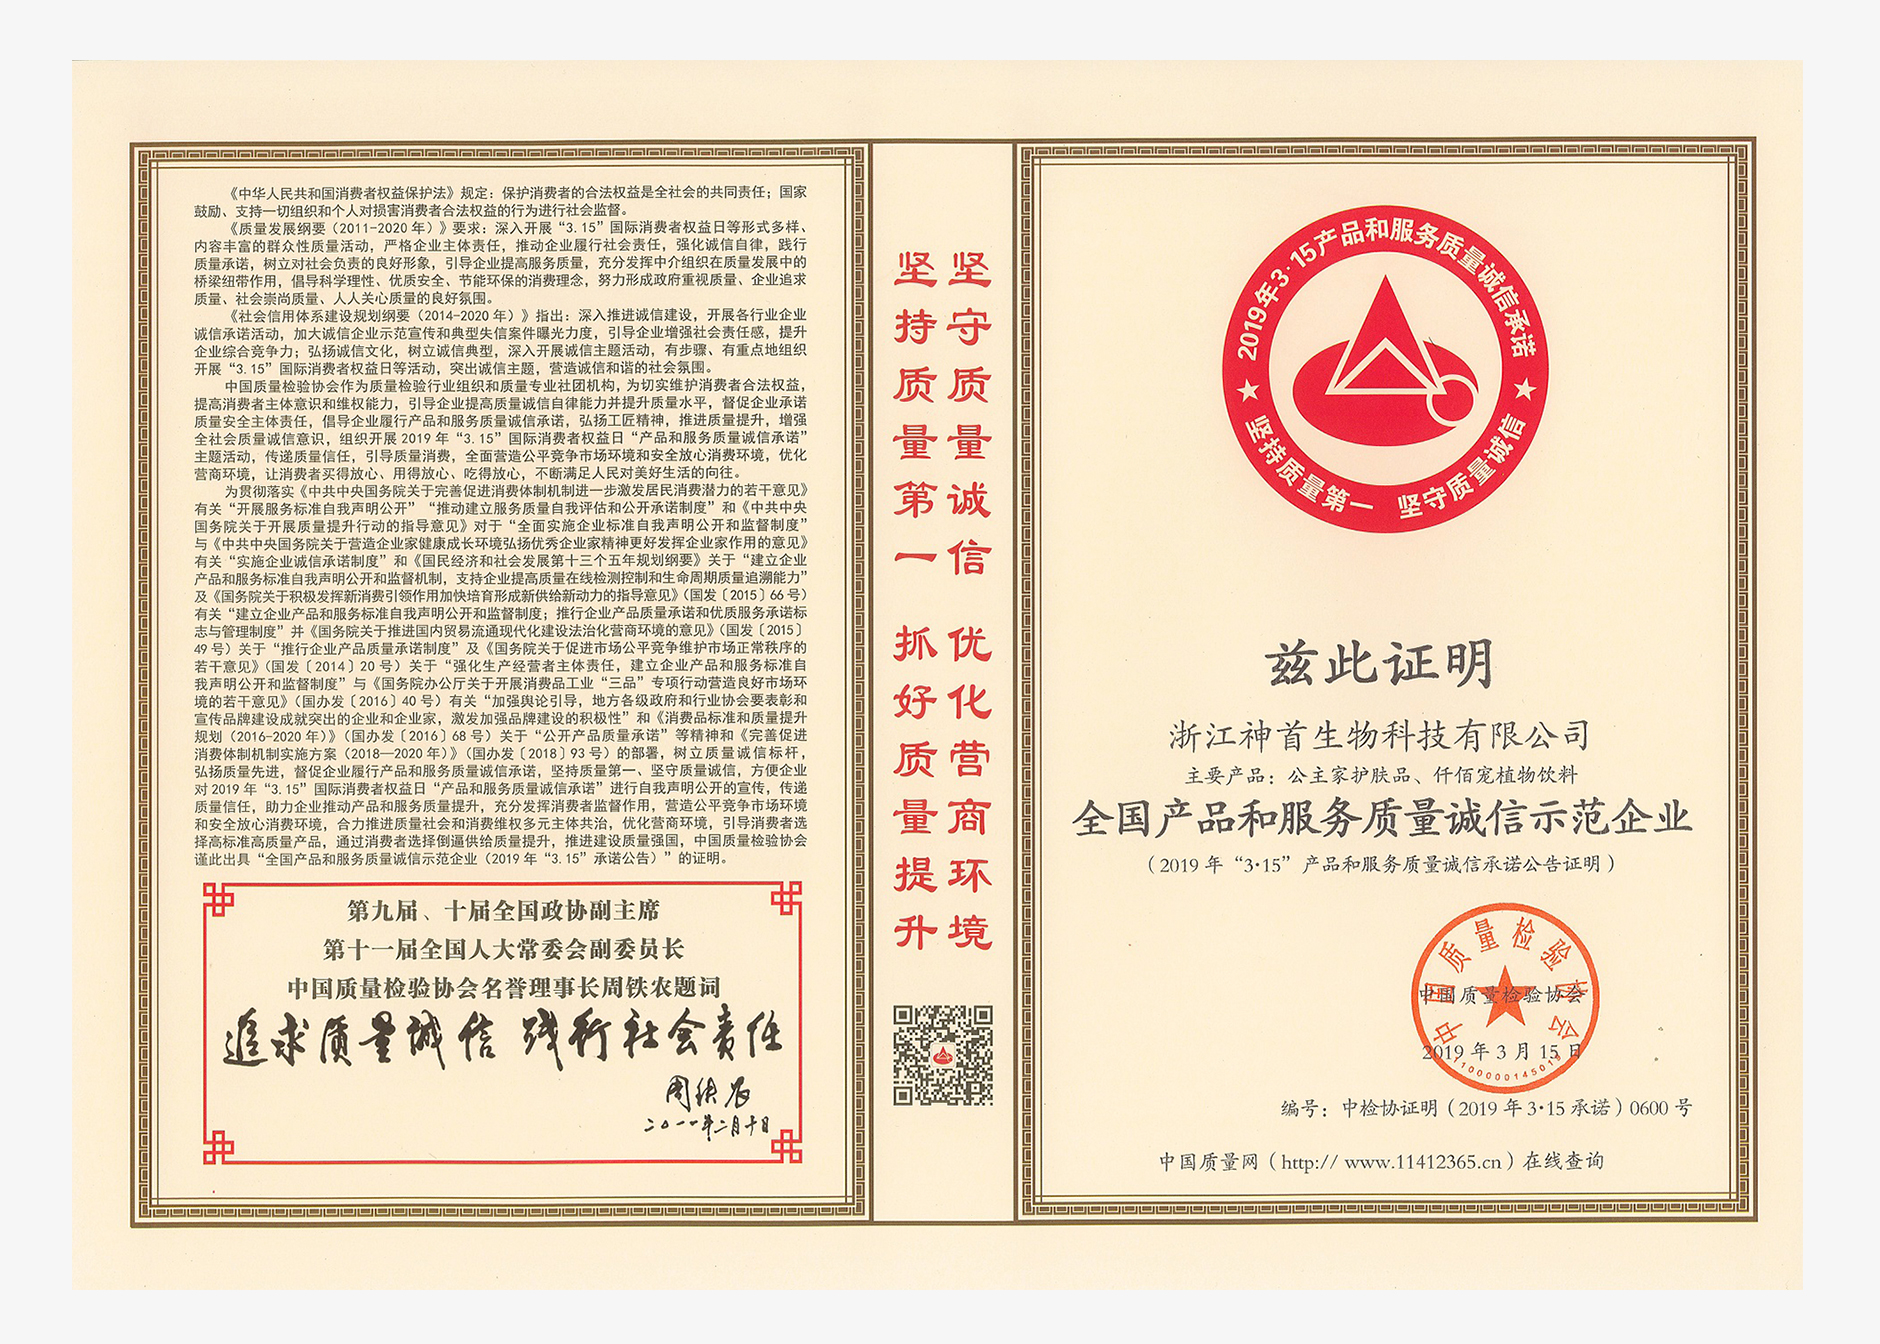 《中华人民共和国消费者权益保护法》规定：保护消费者的合法权益是全社会的共同责任；国家
鼓励、支持一切组织和个人对损害消费者合法权益的行为进行社会监督。
《质量发展纲要（2011-2020 年）》要求：深入开展“3.15”国际消费者权益日等形式多样、
内容丰富的群众性质量活动，严格企业主体责任，推动企业履行社会责任，强化诚信自律，践行
质量承诺，树立对社会负责的良好形象，引导企业提高服务质量，充分发挥中介组织在质量发展中的
桥梁纽带作用，倡导科学理性、优质安全、节能环保的消费理念，努力形成政府重视质量、企业追求
质量、社会崇尚质量、人人关心质量的良好氛围。
《社会信用体系建设规划纲要（2014-2020 年）》指出：深入推进诚信建设，开展各行业企业
诚信承诺活动，加大诚信企业示范宣传和典型失信案件曝光力度，引导企业增强社会责任感，提升
企业综合竞争力；弘扬诚信文化，树立诚信典型，深入开展诚信主题活动，有步骤、有重点地组织
开展“3.15”国际消费者权益日等活动，突出诚信主题，营造诚信和谐的社会氛围。
中国质量检验协会作为质量检验行业组织和质量专业社团机构，为切实维护消费者合法权益，
提高消费者主体意识和维权能力，引导企业提高质量诚信自律能力并提升质量水平，督促企业承诺
质量安全主体责任，倡导企业履行产品和服务质量诚信承诺，弘扬工匠精神，推进质量提升，增强
全社会质量诚信意识，组织开展 2019 年“3.15”国际消费者权益日“产品和服务质量诚信承诺”
主题活动，传递质量信任，引导质量消费，全面营造公平竞争市场环境和安全放心消费环境，优化
营商环境，让消费者买得放心、用得放心、吃得放心，不断满足人民对美好生活的向往。
为贯彻落实《中共中央国务院关于完善促进消费体制机制进一步激发居民消费潜力的若干意见》
有关“开展服务标准自我声明公开”“推动建立服务质量自我评估和公开承诺制度”和《中共中央
国务院关于开展质量提升行动的指导意见》对于“全面实施企业标准自我声明公开和监督制度”
与《中共中央国务院关于营造企业家健康成长环境弘扬优秀企业家精神更好发挥企业家作用的意见》
有关“实施企业诚信承诺制度”和《国民经济和社会发展第十三个五年规划纲要》关于“建立企业
产品和服务标准自我声明公开和监督机制，支持企业提高质量在线检测控制和生命周期质量追溯能力”
及《国务院关于积极发挥新消费引领作用加快培育形成新供给新动力的指导意见》（国发〔2015〕66 号）
有关“建立企业产品和服务标准自我声明公开和监督制度；推行企业产品质量承诺和优质服务承诺标
志与管理制度”并《国务院关于推进国内贸易流通现代化建设法治化营商环境的意见》（国发〔2015〕
49 号）关于“推行企业产品质量承诺制度”及《国务院关于促进市场公平竞争维护市场正常秩序的
若干意见》（国发〔2014〕20 号）关于“强化生产经营者主体责任，建立企业产品和服务标准自
我声明公开和监督制度”与《国务院办公厅关于开展消费品工业“三品”专项行动营造良好市场环
境的若干意见》（国办发〔2016〕40 号）有关“加强舆论引导，地方各级政府和行业协会要表彰和
宣传品牌建设成就突出的企业和企业家，激发加强品牌建设的积极性”和《消费品标准和质量提升
规划（2016-2020 年）》（国办发〔2016〕68 号）关于“公开产品质量承诺”等精神和《完善促进
消费体制机制实施方案（2018—2020 年）》（国办发〔2018〕93 号）的部署，树立质量诚信标杆，
弘扬质量先进，督促企业履行产品和服务质量诚信承诺，坚持质量第一、坚守质量诚信，方便企业
对 2019 年“3.15”国际消费者权益日“产品和服务质量诚信承诺”进行自我声明公开的宣传，传递
质量信任，助力企业推动产品和服务质量提升，充分发挥消费者监督作用，营造公平竞争市场环境
和安全放心消费环境，合力推进质量社会和消费维权多元主体共治，优化营商环境，引导消费者选
择高标准高质量产品，通过消费者选择倒逼供给质量提升，推进建设质量强国，中国质量检验协会
谨此出具“全国产品和服务质量诚信示范企业（2019 年“3.15”承诺公告）”的证明。
第九届、十届全国政协副主席
第十一届全国人大常委会副委员长
中国质量检验协会名誉理事长周铁农题词
追求质量诚信 践行社会责任
周铁农
二〇一一年二月十日
坚持质量第一 抓好质量提升
坚守质量诚信 优化营商环境
2019年3·15产品和服务质量诚信承诺
坚持质量第一 坚守质量诚信
兹此证明
浙江神首生物科技有限公司
主要产品：公主家护肤品、仟佰宠植物饮料
全国产品和服务质量诚信示范企业
（2019 年“3·15”产品和服务质量诚信承诺公告证明）
中国质量检验协会
中国质量检验协会
2019 年 3 月 15 日
编号：中检协证明（2019 年 3·15 承诺）0600 号
中国质量网（http:// www.11412365.cn）在线查询